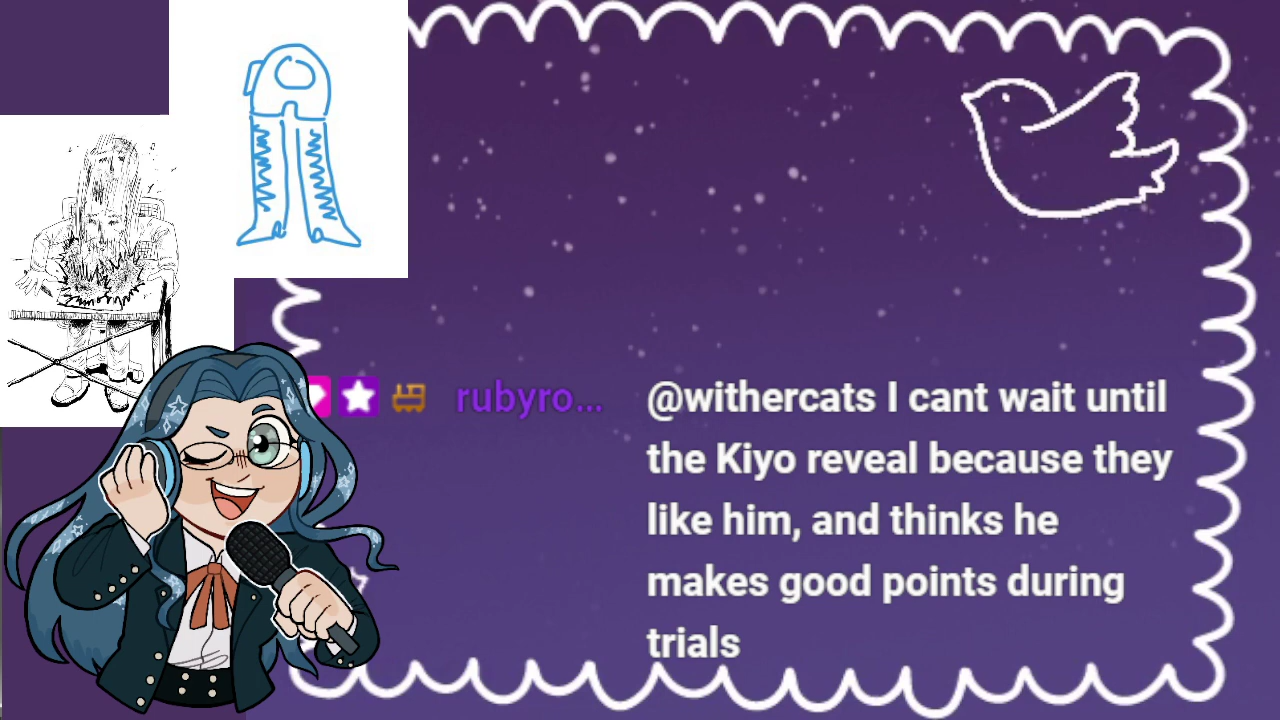 rubyro... @withercats I cant wait until
the Kiyo reveal because they
like him, and thinks he
makes good points during
trials